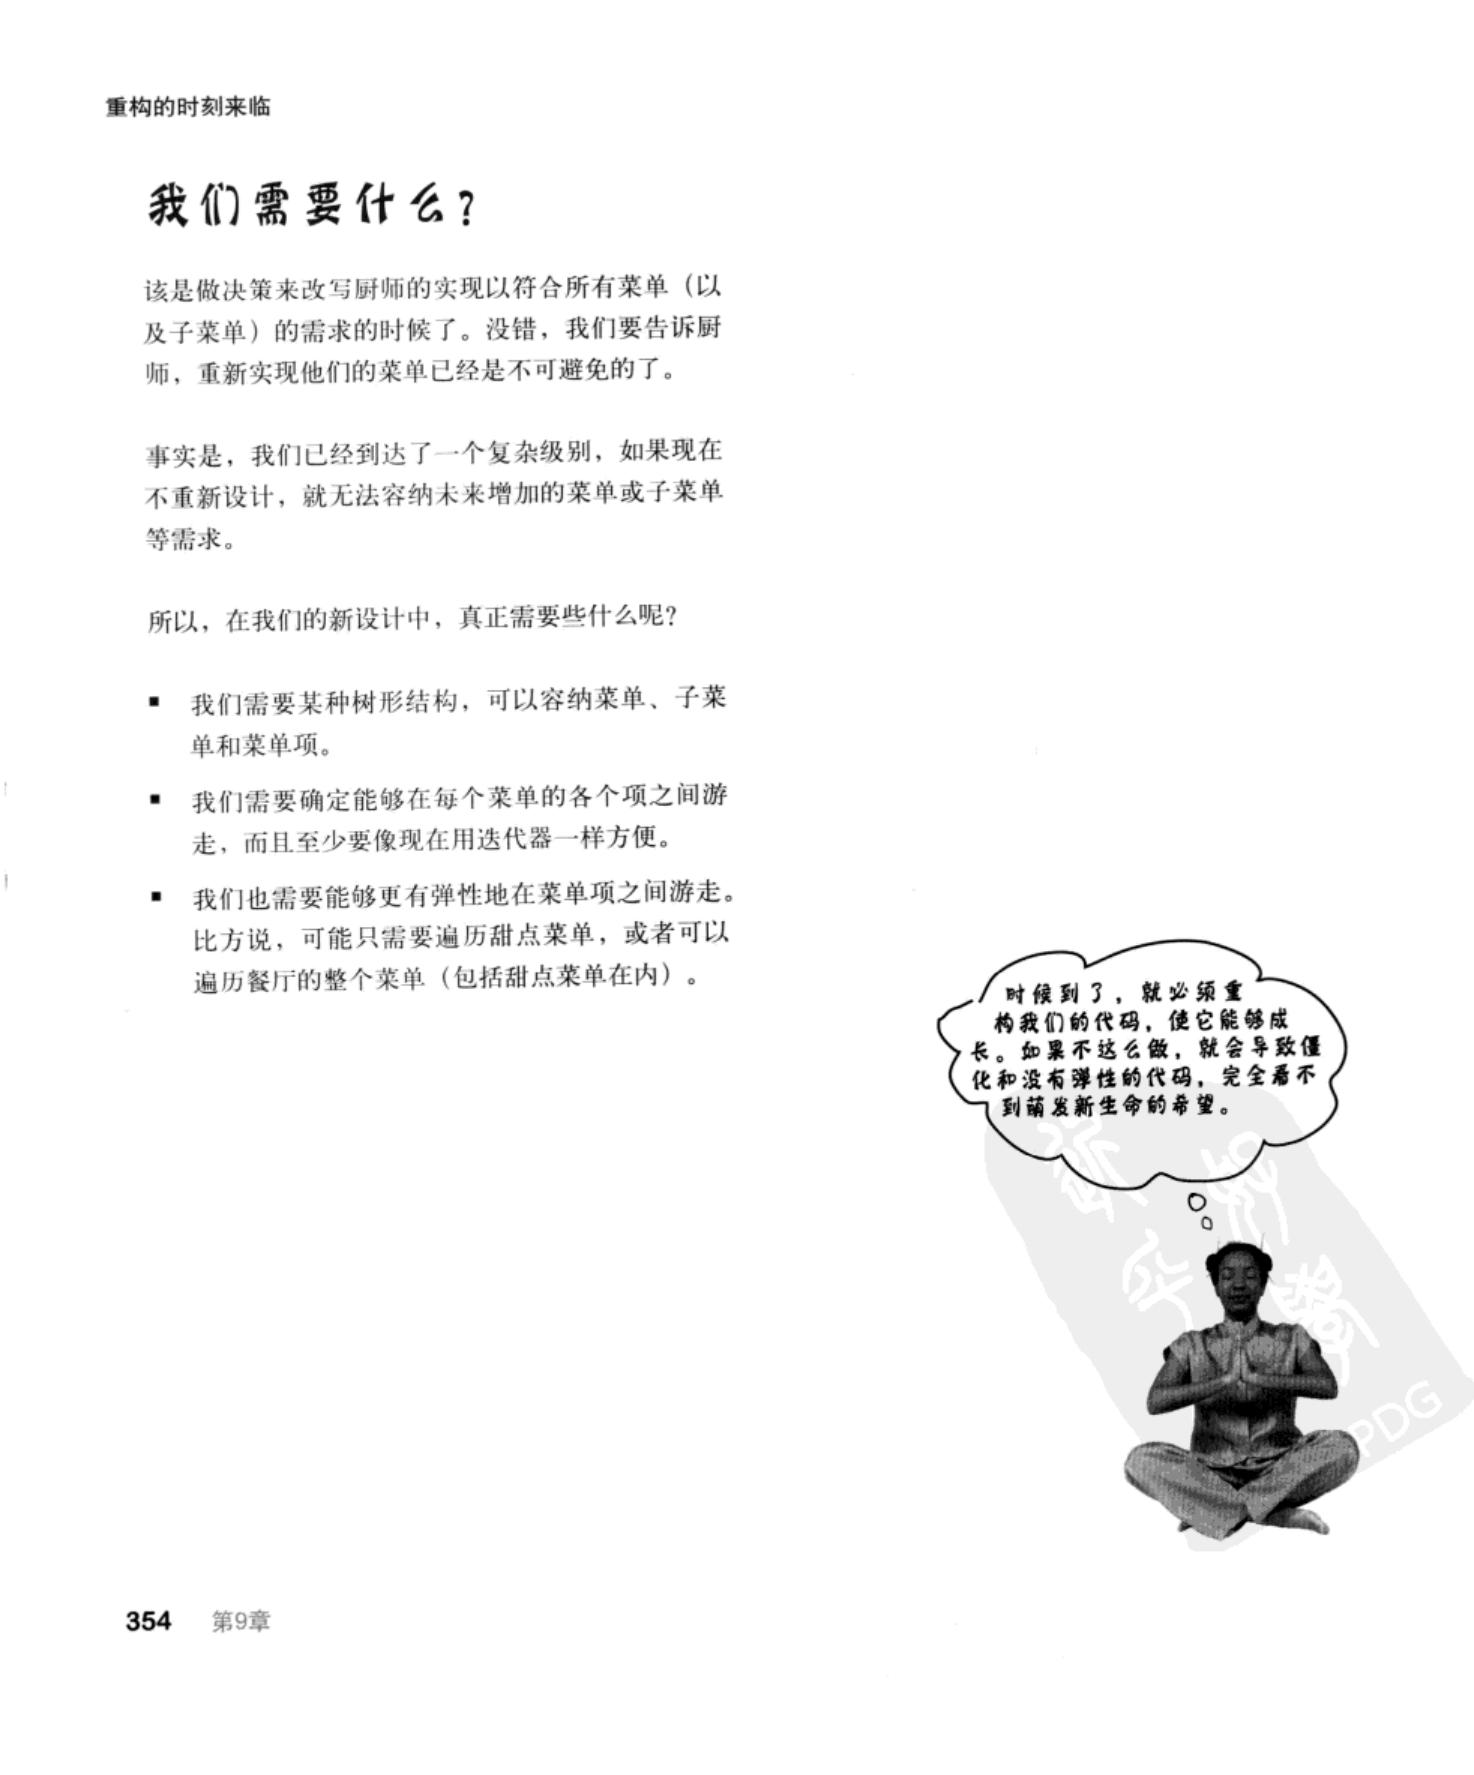 重构的时刻来临
我们需要什么？
该是做决策来改写厨师的实现以符合所有菜单（以
及子菜单）的需求的时候了。没错，我们要告诉厨
师，重新实现他们的菜单已经是不可避免的了。
事实是，我们已经到达了一个复杂级别，如果现在
不重新设计，就无法容纳未来增加的菜单或子菜单
等需求。
所以，在我们的新设计中，真正需要些什么呢？
■ 我们需要某种树形结构，可以容纳菜单、子菜
单和菜单项。
■ 我们需要确定能够在每个菜单的各个项之间游
走，而且至少要像现在用迭代器一样方便。
■ 我们也需要能够更有弹性地在菜单项之间游走。
比方说，可能只需要遍历甜点菜单，或者可以
遍历餐厅的整个菜单（包括甜点菜单在内）。
时候到了，就必须重
构我们的代码，使它能够成
长。如果不这么做，就会导致僵
化和没有弹性的代码，完全看不
到萌发新生命的希望。
PDG
354 第9章